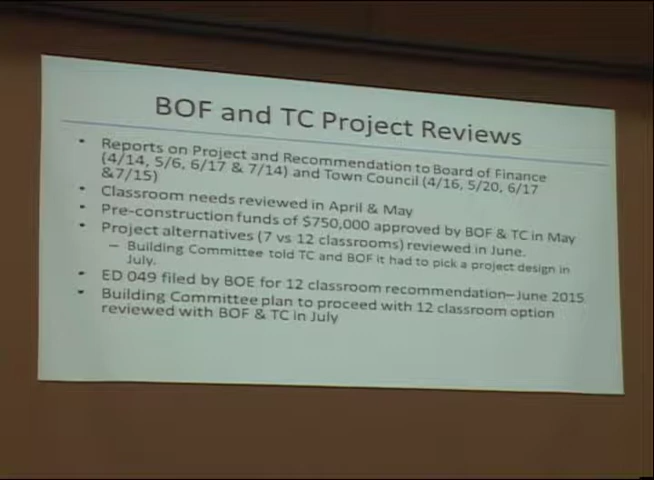 BOF and TC Project Reviews
• Reports on Project and Recommendation to Board of Finance
(4/14, 5/6, 6/17 & 7/14) and Town Council (4/16, 5/20, 6/17
&7/15)
• Classroom needs reviewed in April & May
• Pre-construction funds of $750,000 approved by BOF & TC in May
• Project alternatives (7 vs 12 classrooms) reviewed in June.
– Building Committee told TC and BOF it had to pick a project design in
July.
• ED 049 filed by BOE for 12 classroom recommendation–June 2015
• Building Committee plan to proceed with 12 classroom option
reviewed with BOF & TC in July